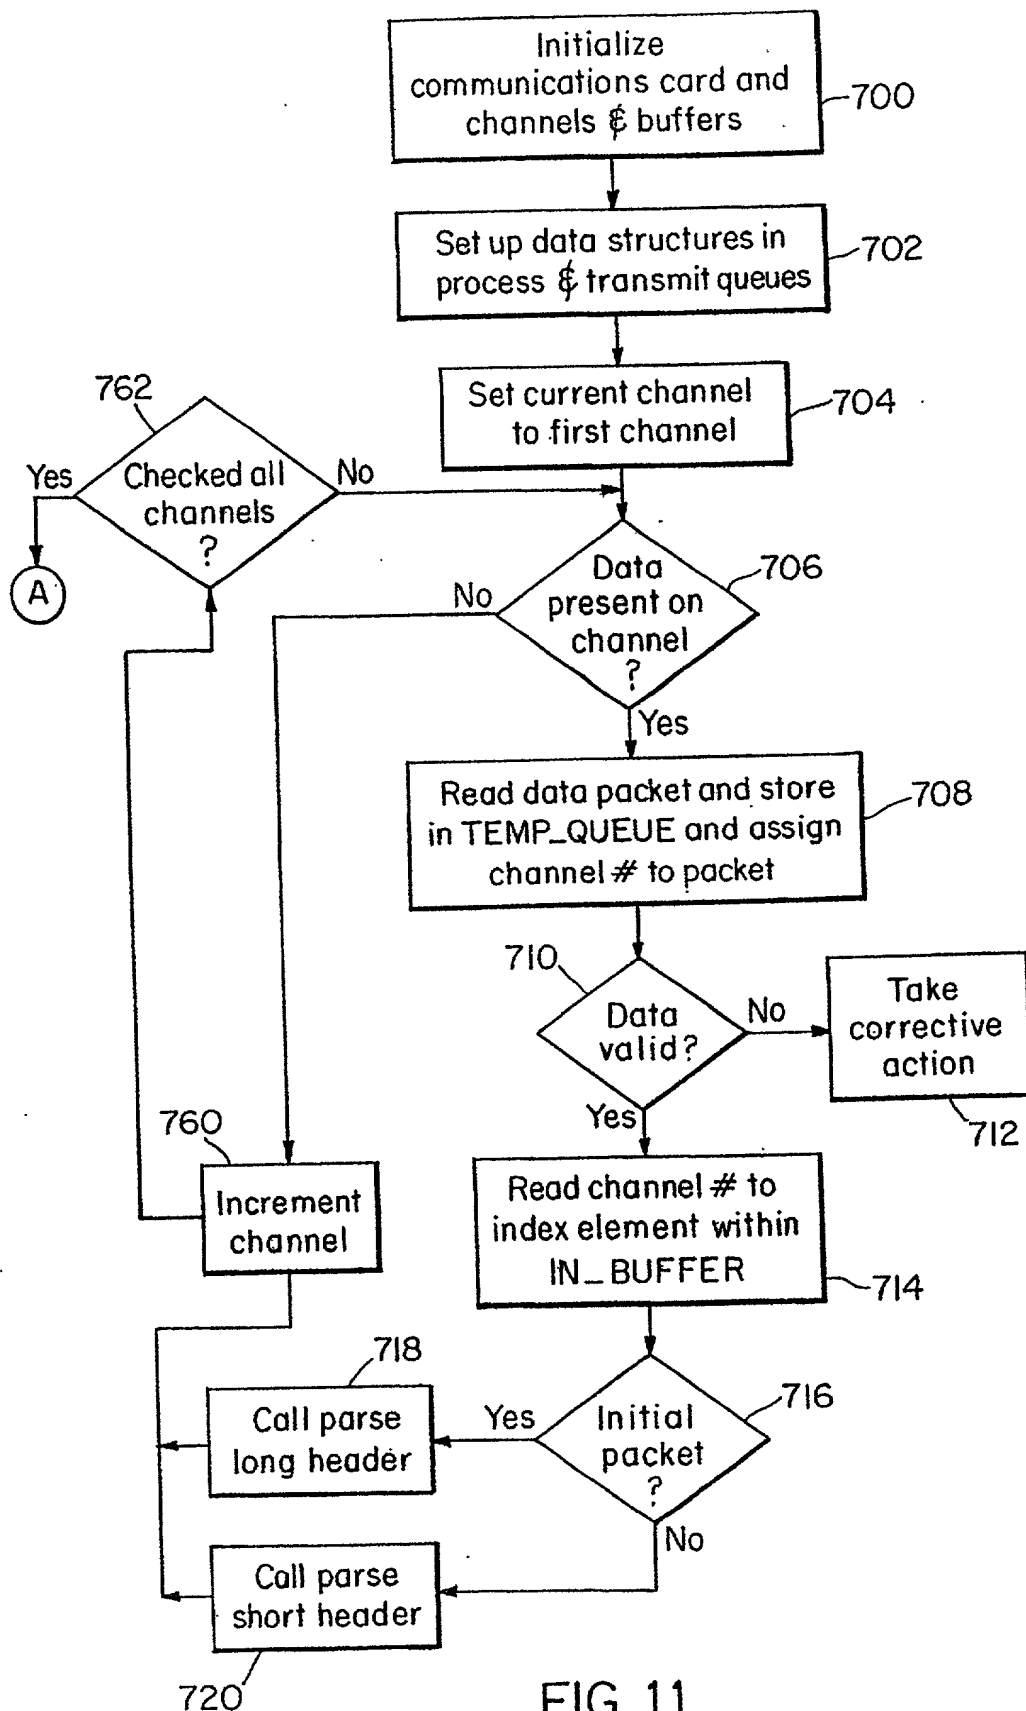 Initialize
communications card and
channels & buffers
700
Set up data structures in
process & transmit queues
702
Set current channel
to first channel
704
762
Checked all
channels
?
Yes
No
A
Data
present on
channel
?
706
No
Yes
Read data packet and store
in TEMP_QUEUE and assign
channel # to packet
708
710
Data
valid?
No
Yes
Take
corrective
action
712
760
Increment
channel
Read channel # to
index element within
IN_BUFFER
714
718
Call parse
long header
Yes
Initial
packet
?
716
No
Call parse
short header
720
FIG. 11